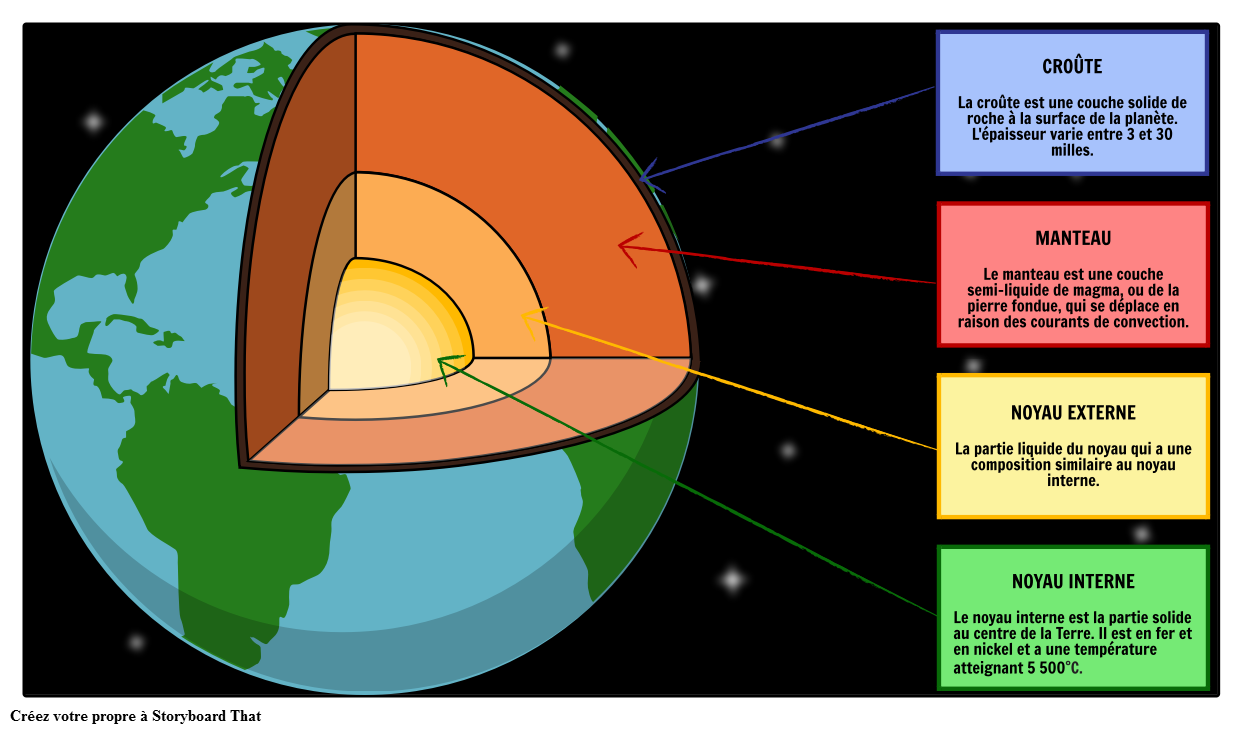 CROÛTE
La croûte est une couche solide de
roche à la surface de la planète.
L'épaisseur varie entre 3 et 30
milles.
MANTEAU
Le manteau est une couche
semi-liquide de magma, ou de la
pierre fondue, qui se déplace en
raison des courants de convection.
NOYAU EXTERNE
La partie liquide du noyau qui a une
composition similaire au noyau
interne.
NOYAU INTERNE
Le noyau interne est la partie solide
au centre de la Terre. Il est en fer et
en nickel et a une température
atteignant 5 500°C.
Créez votre propre à Storyboard That